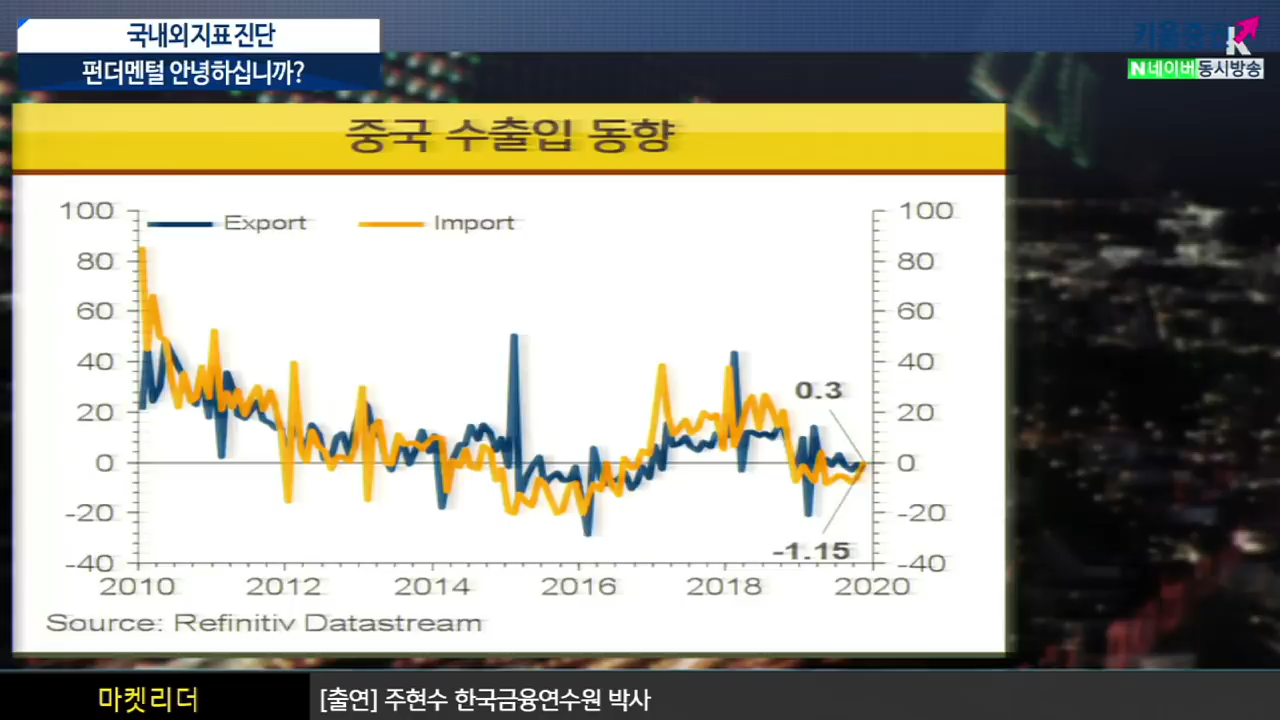 국내외지표진단
펀더멘털 안녕하십니까?
키움증권
N 네이버 동시방송
중국 수출입 동향
Export
Import
100
80
60
40
20
0
-20
-40
100
80
60
40
20
0
-20
-40
0.3
-1.15
2010 2012 2014 2016 2018 2020
Source: Refinitiv Datastream
마켓리더
[출연] 주현수 한국금융연수원 박사